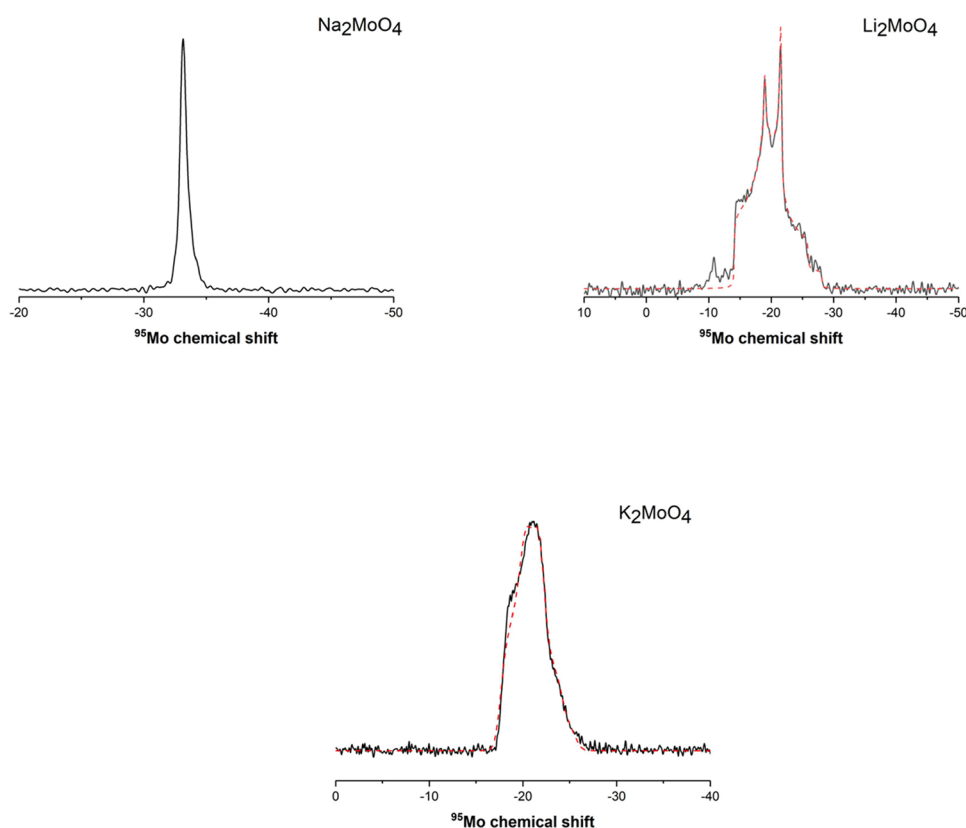 Na₂MoO₄
-20 -30 -40 -50
⁹⁵Mo chemical shift
Li₂MoO₄
10 0 -10 -20 -30 -40 -50
⁹⁵Mo chemical shift
K₂MoO₄
0 -10 -20 -30 -40
⁹⁵Mo chemical shift